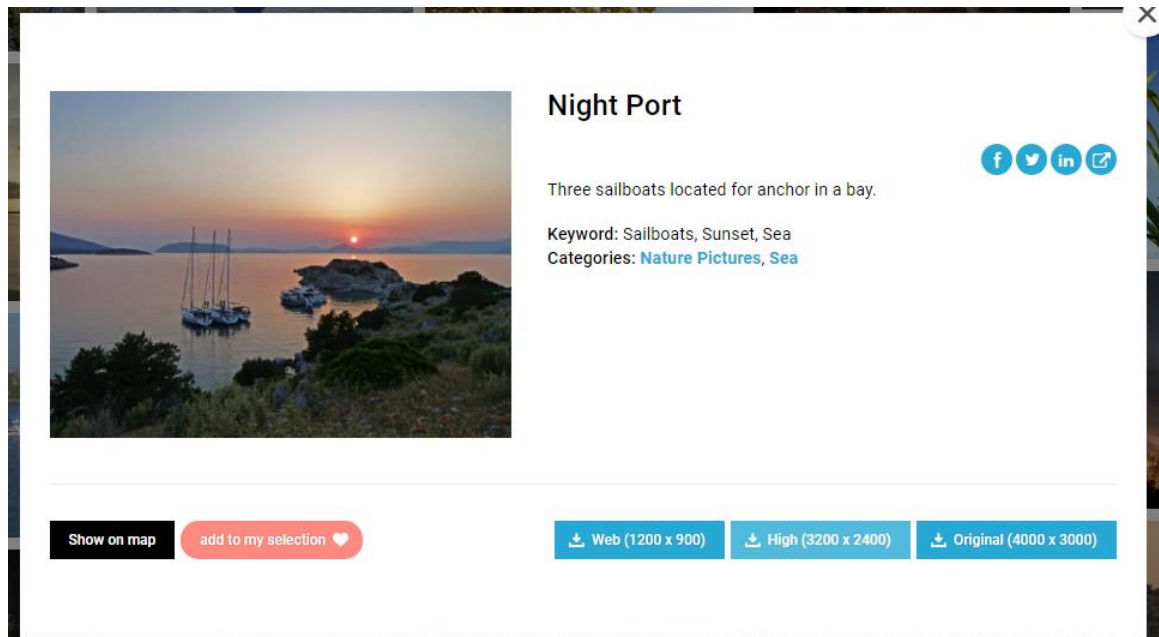 Night Port
Three sailboats located for anchor in a bay.
Keyword: Sailboats, Sunset, Sea
Categories: Nature Pictures, Sea
Show on map
add to my selection
Web (1200 x 900)
High (3200 x 2400)
Original (4000 x 3000)